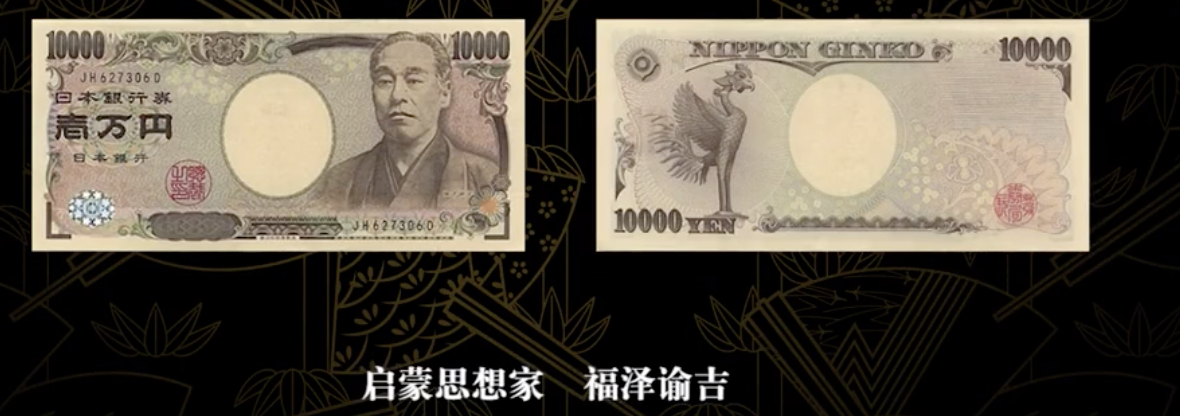 10000
10000
JH627306D
日本銀行券
壱万円
日本銀行
JH627306D
NIPPON GINKO
10000
10000 YEN
启蒙思想家 福泽谕吉